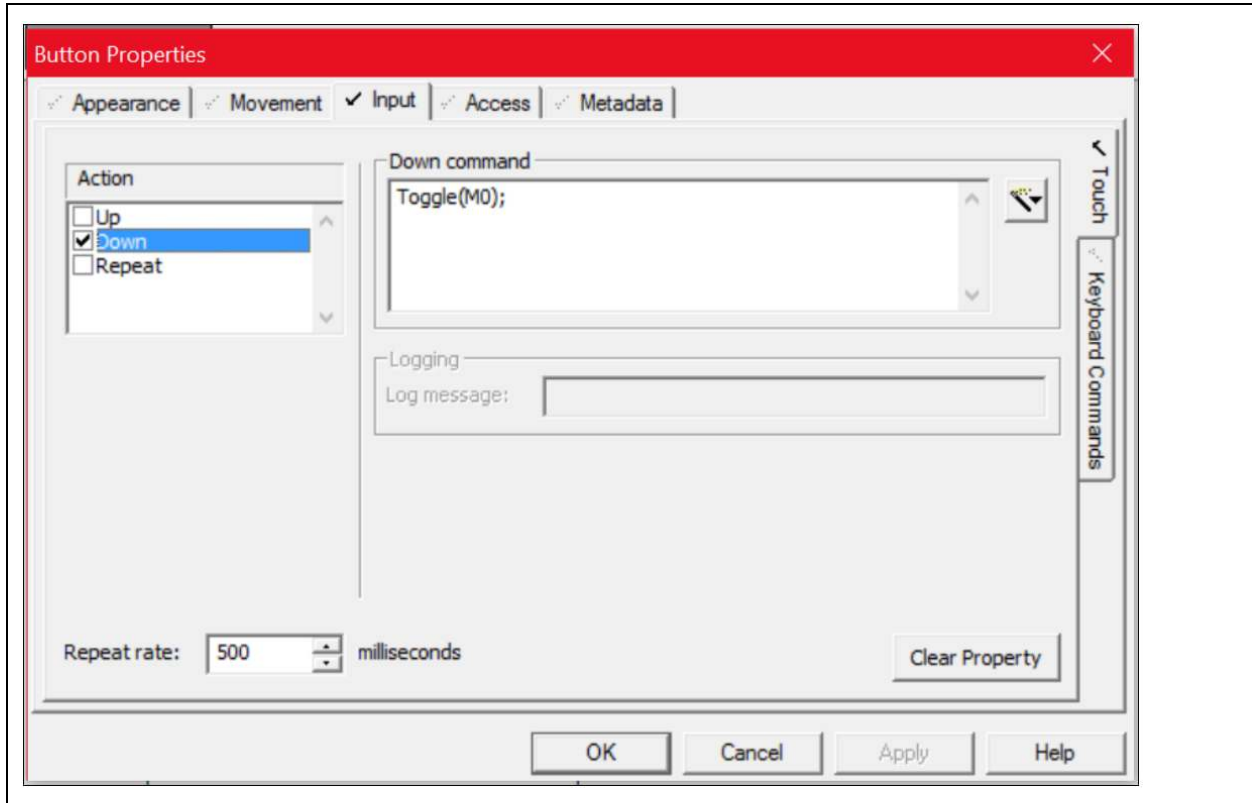 Button Properties
Appearance Movement Input Access Metadata
Action
Up
Down
Repeat
Down command
Toggle(M0);
Logging
Log message:
Touch
Keyboard Commands
Repeat rate: 500 milliseconds
Clear Property
OK Cancel Apply Help